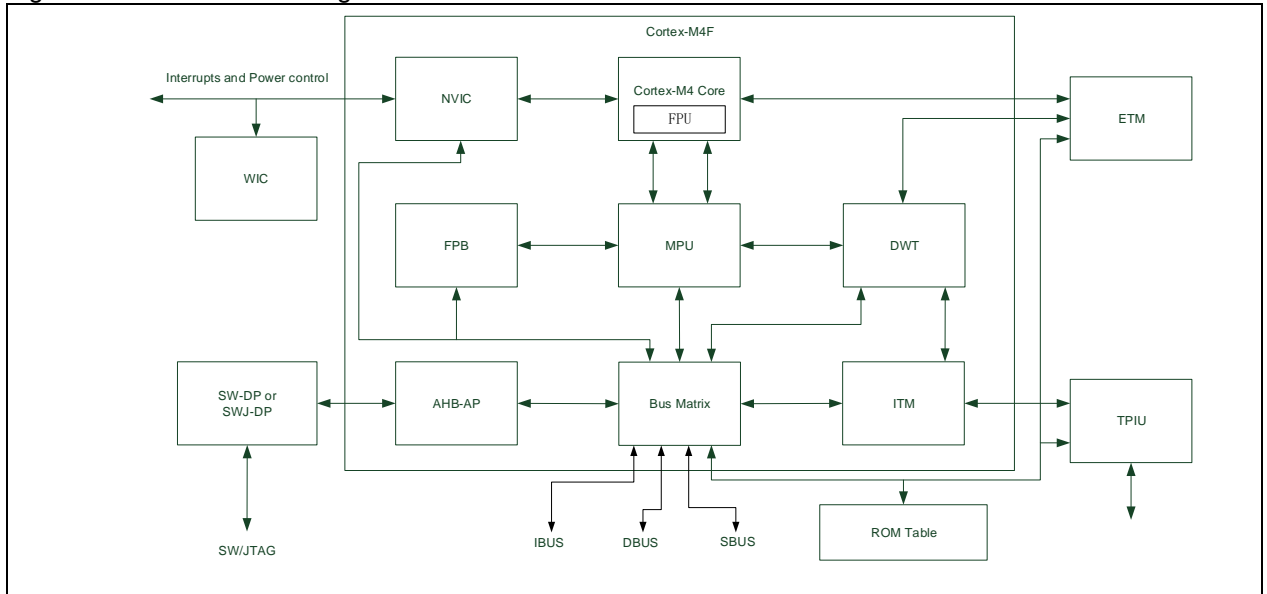 Cortex-M4F
Interrupts and Power control
NVIC
Cortex-M4 Core
FPU
ETM
WIC
FPB
MPU
DWT
SW-DP or
SWJ-DP
AHB-AP
Bus Matrix
ITM
TPIU
IBUS
DBUS
SBUS
ROM Table
SW/JTAG